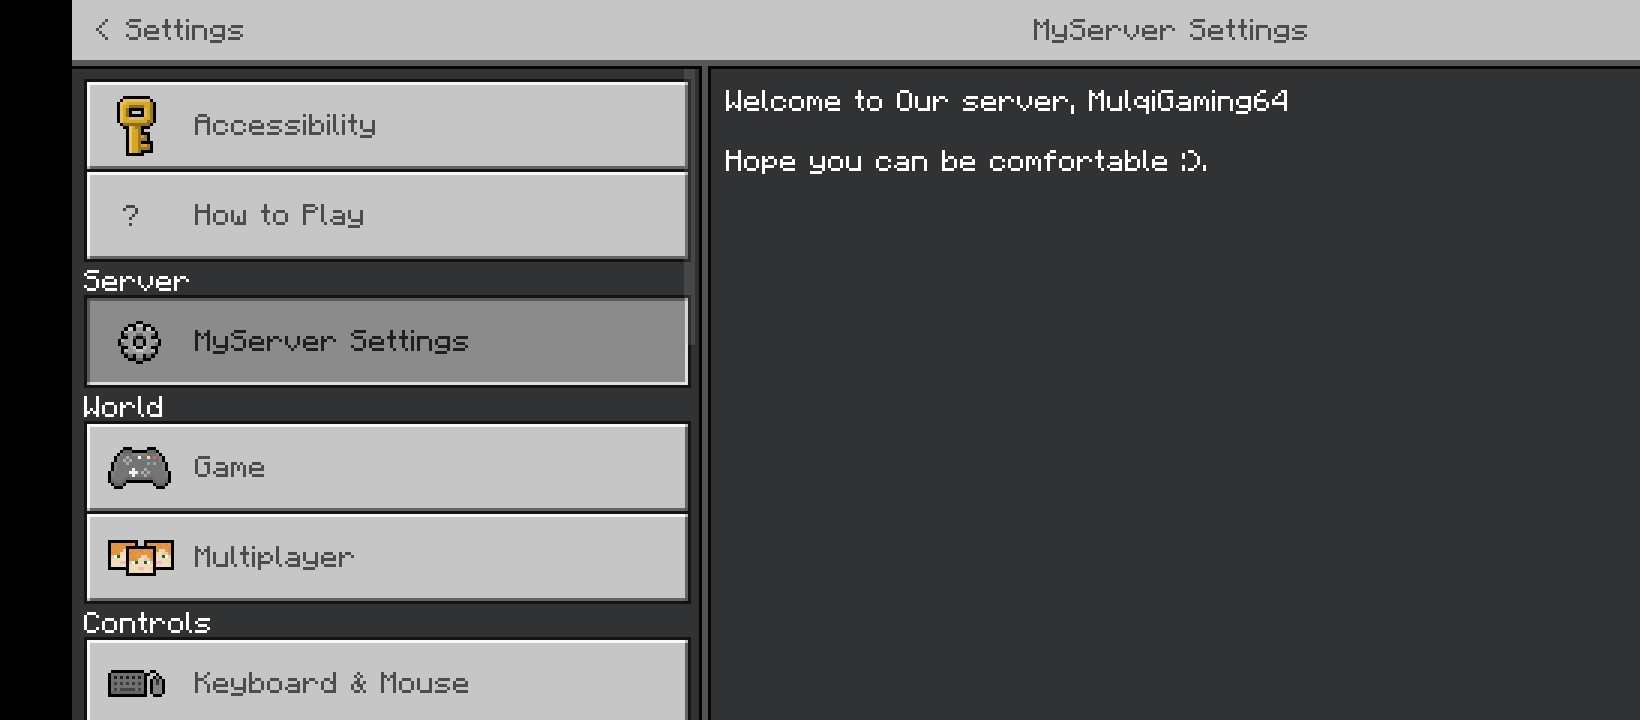 < Settings
MyServer Settings
Accessibility
? How to Play
Server
MyServer Settings
World
Game
Multiplayer
Controls
Keyboard & Mouse
Welcome to Our server, MulqiGaming64
Hope you can be comfortable :).